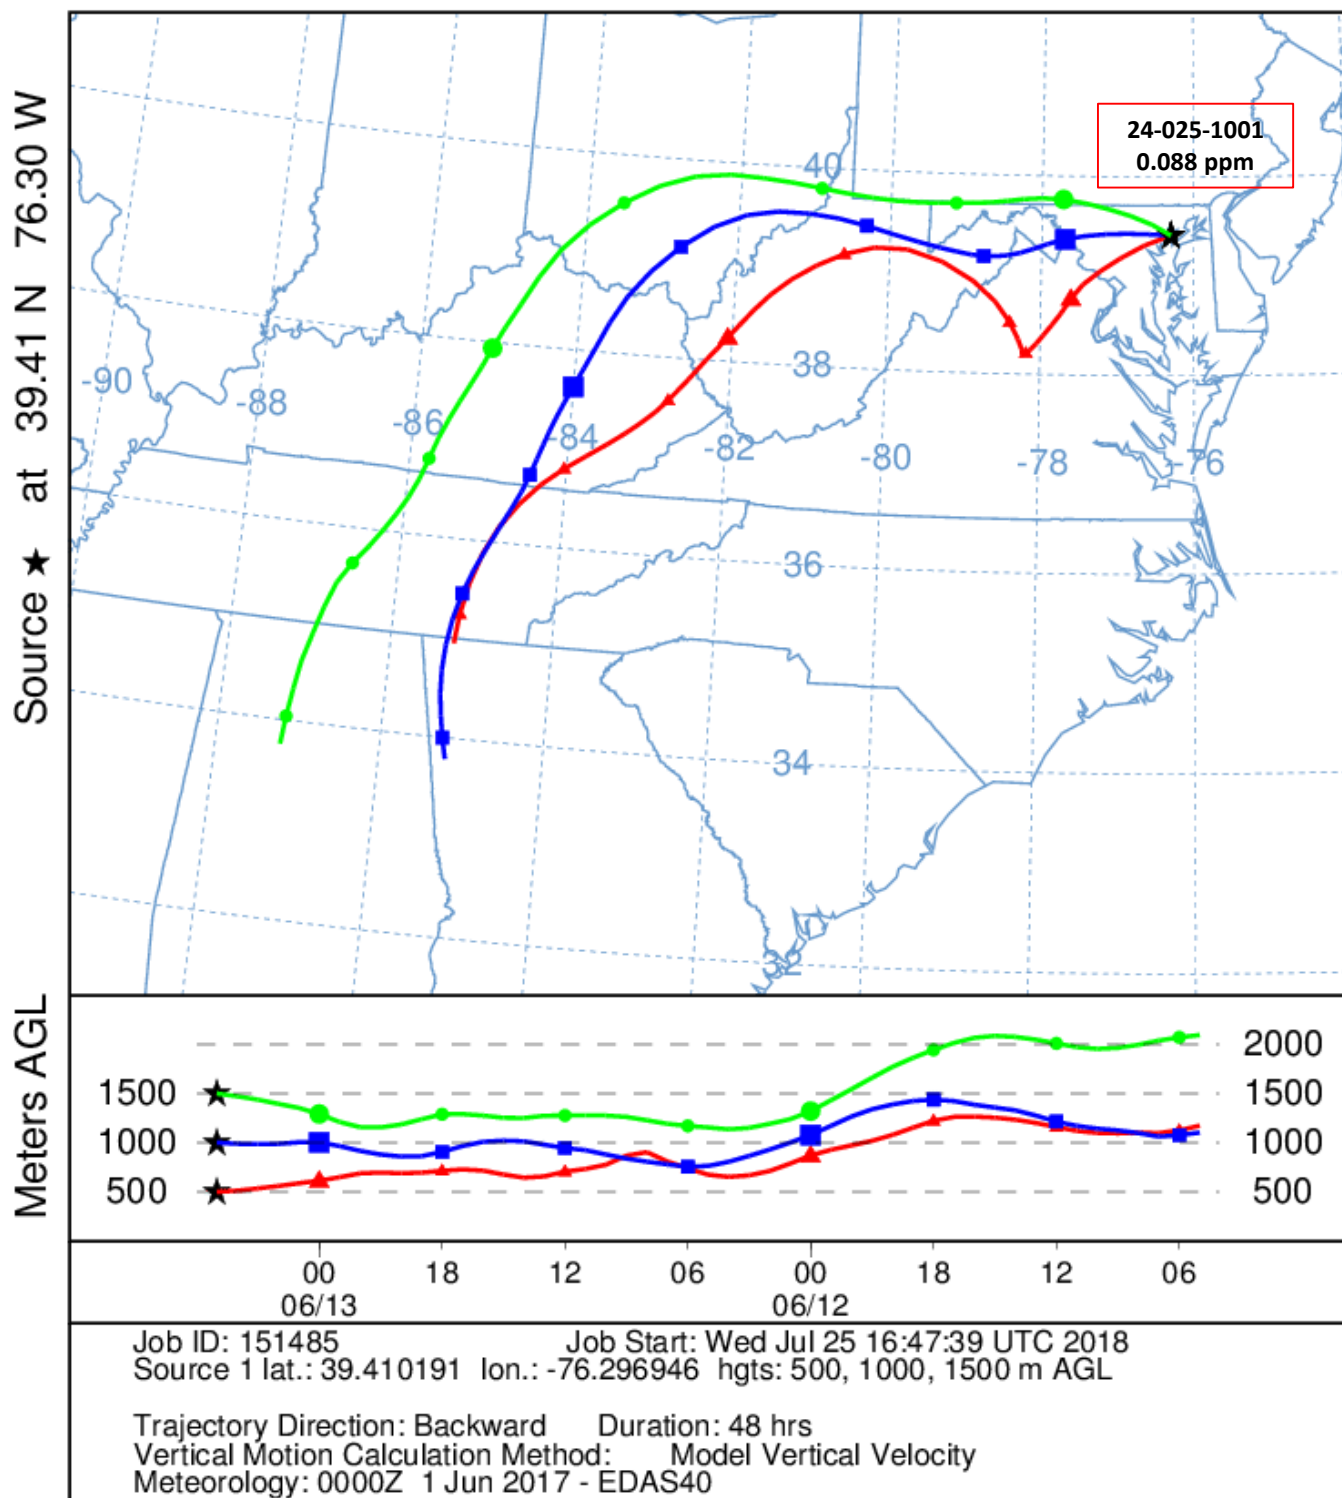 Source ★ at 39.41 N 76.30 W
24-025-1001
0.088 ppm
40
38
-90
-88
-86
-84
-82
-80
-78
-76
36
34
32
Meters AGL
2000
1500
1500
1000
1000
500
500
00 18 12 06 00 18 12 06
06/13 06/12
Job ID: 151485 Job Start: Wed Jul 25 16:47:39 UTC 2018
Source 1 lat.: 39.410191 lon.: -76.296946 hgts: 500, 1000, 1500 m AGL
Trajectory Direction: Backward Duration: 48 hrs
Vertical Motion Calculation Method: Model Vertical Velocity
Meteorology: 0000Z 1 Jun 2017 - EDAS40